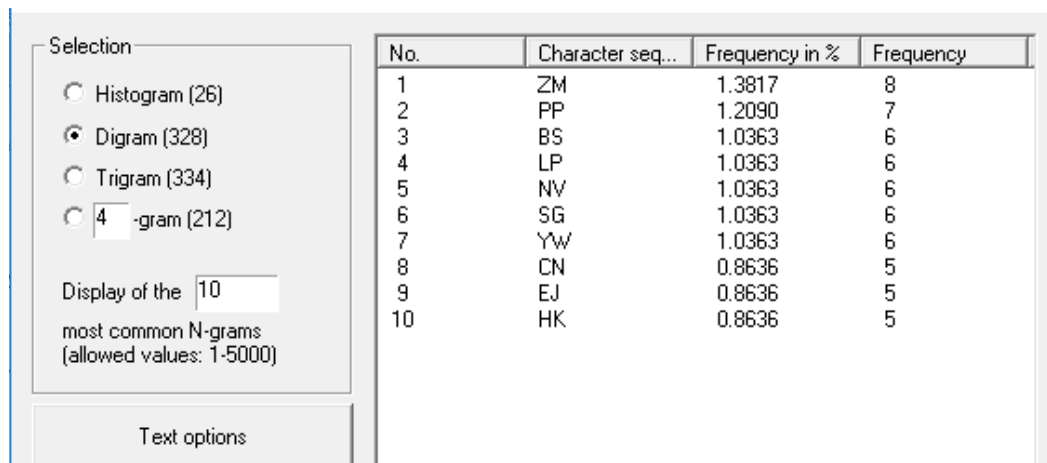 Selection
Histogram (26)
Digram (328)
Trigram (334)
4 -gram (212)
Display of the 10
most common N-grams
(allowed values: 1-5000)
Text options
No. Character seq... Frequency in % Frequency
1 ZM 1.3817 8
2 PP 1.2090 7
3 BS 1.0363 6
4 LP 1.0363 6
5 NV 1.0363 6
6 SG 1.0363 6
7 YW 1.0363 6
8 CN 0.8636 5
9 EJ 0.8636 5
10 HK 0.8636 5